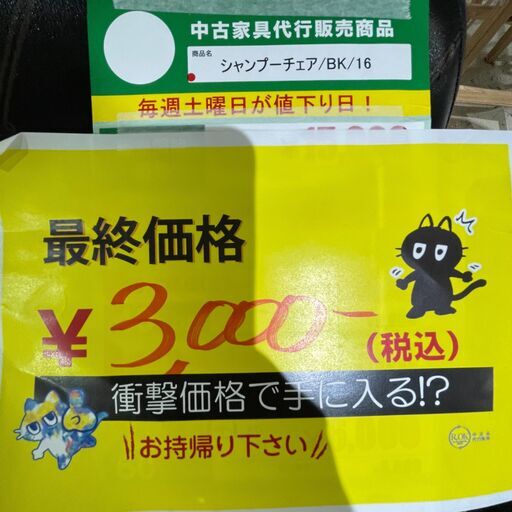 中古家具代行販売商品
商品名
シャンプーチェア/BK/16
毎週土曜日が値下り日!
最終価格
¥3,000-
(税込)
衝撃価格で手に入る!?
\\お持帰り下さい//
ROK